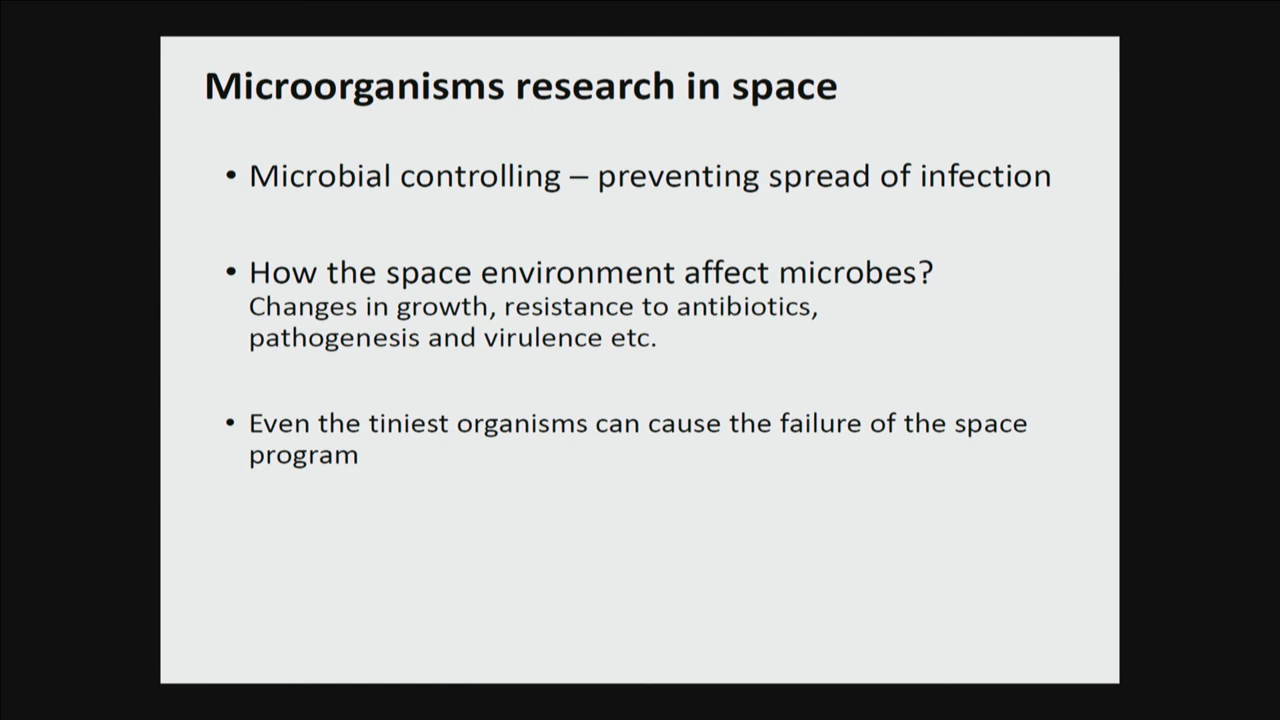 Microorganisms research in space
• Microbial controlling – preventing spread of infection
• How the space environment affect microbes?
Changes in growth, resistance to antibiotics,
pathogenesis and virulence etc.
• Even the tiniest organisms can cause the failure of the space
program